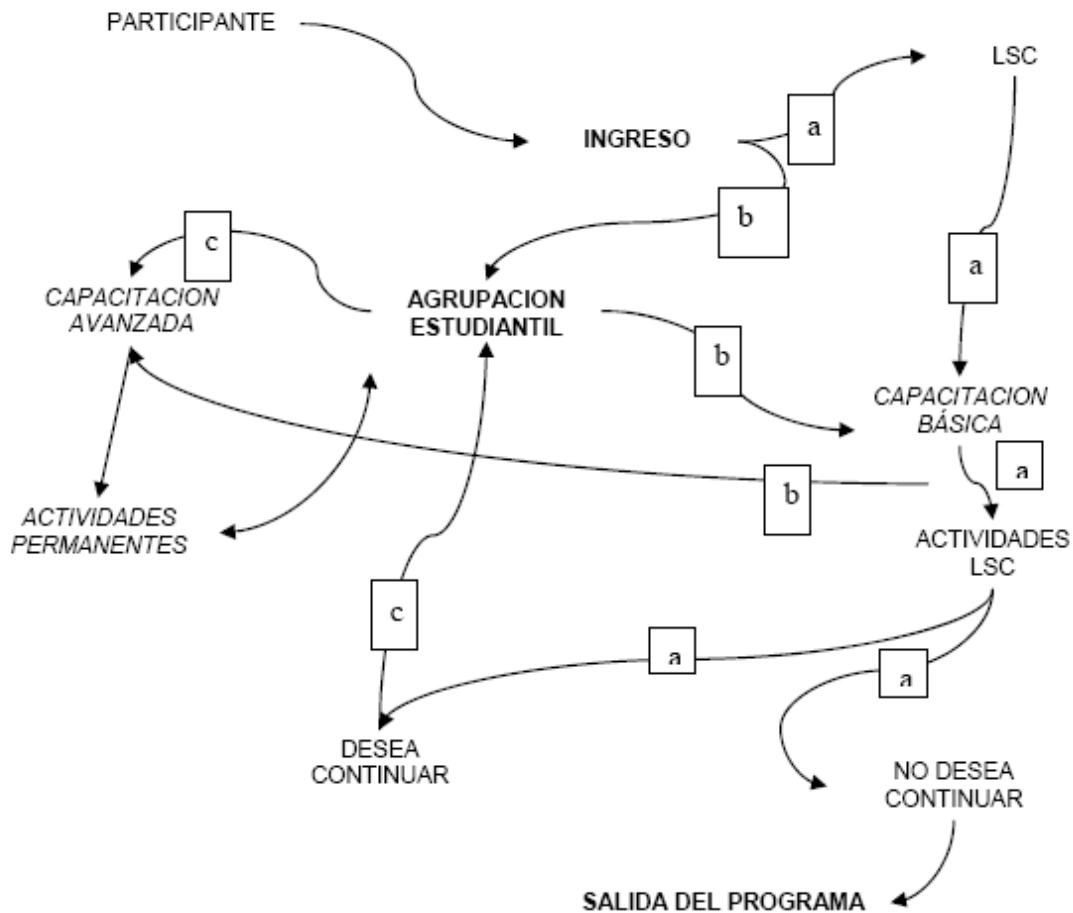 PARTICIPANTE
LSC
INGRESO
a
b
c
a
CAPACITACION
AVANZADA
AGRUPACION
ESTUDIANTIL
b
CAPACITACION
BÁSICA
a
b
ACTIVIDADES
PERMANENTES
ACTIVIDADES
LSC
c
a
a
DESEA
CONTINUAR
NO DESEA
CONTINUAR
SALIDA DEL PROGRAMA